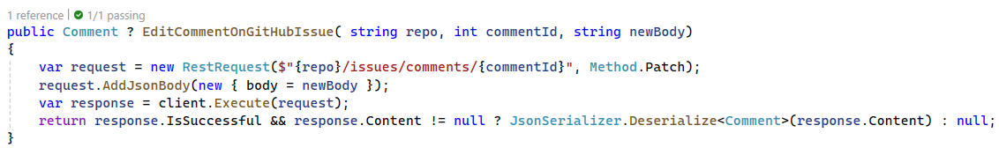 1 reference | 1/1 passing
public Comment ? EditCommentOnGitHubIssue( string repo, int commentId, string newBody)
{
    var request = new RestRequest($"{repo}/issues/comments/{commentId}", Method.Patch);
    request.AddJsonBody(new { body = newBody });
    var response = client.Execute(request);
    return response.IsSuccessful && response.Content != null ? JsonSerializer.Deserialize<Comment>(response.Content) : null;
}